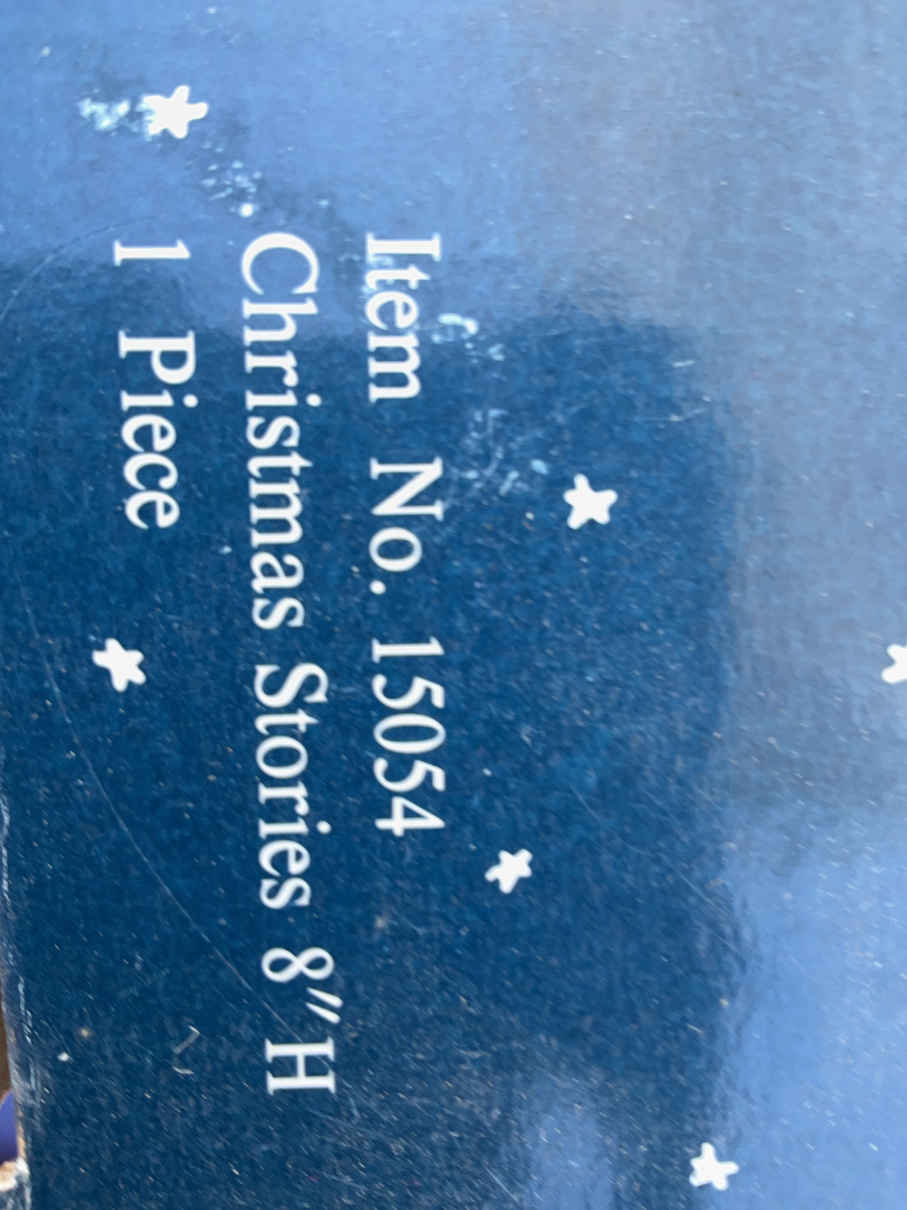 Item No. 15054
Christmas Stories 8"H
1 Piece